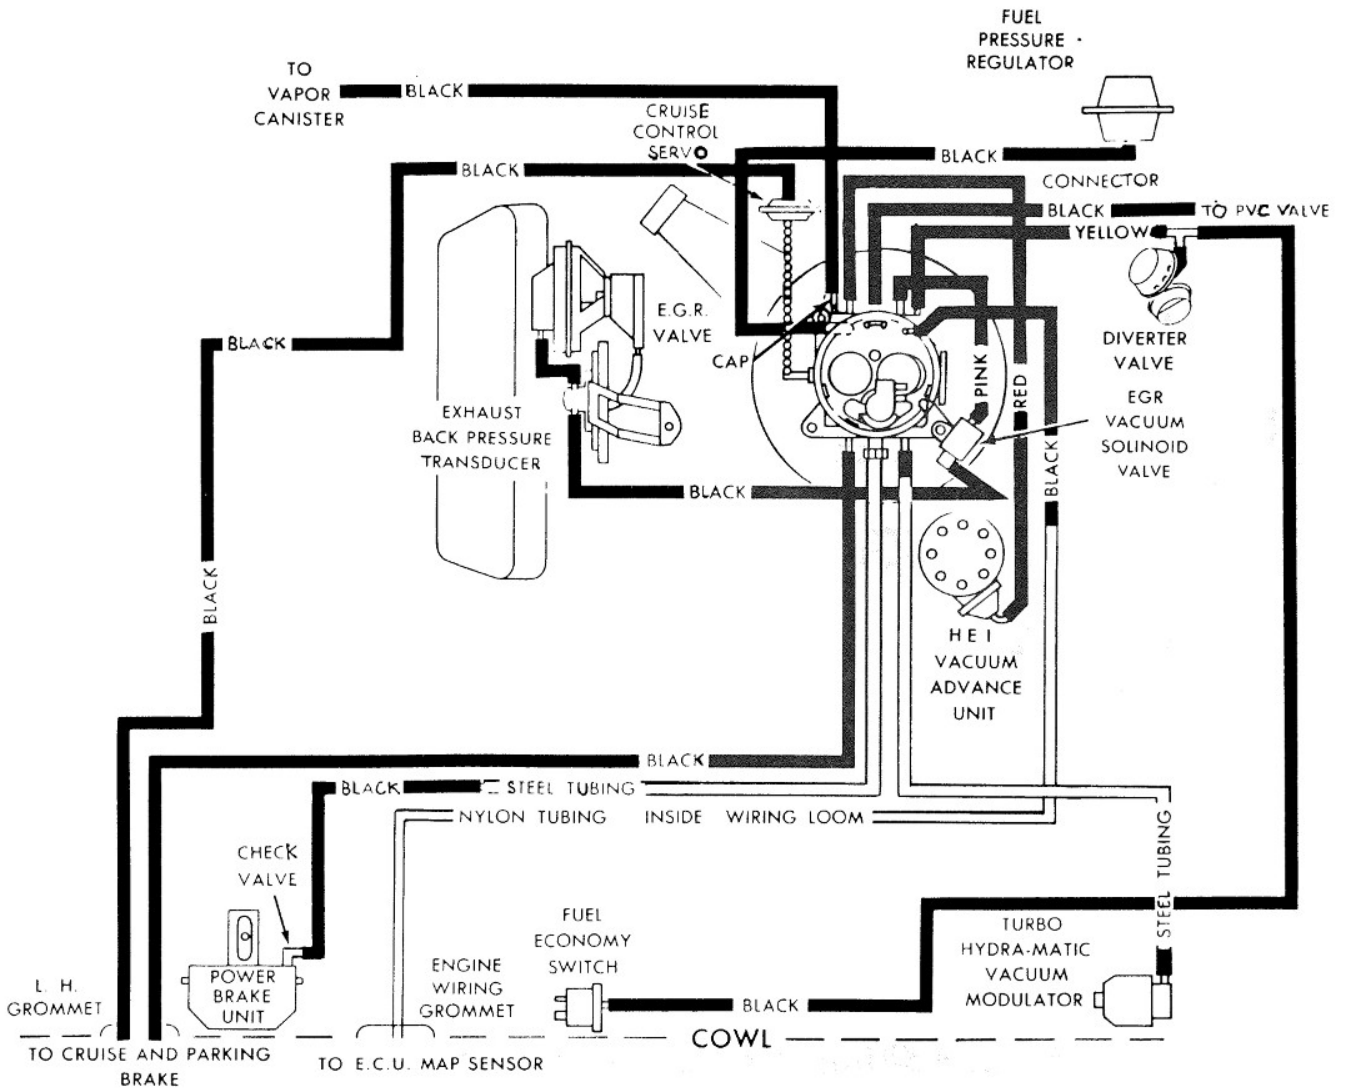 FUEL
PRESSURE
REGULATOR
TO
VAPOR
CANISTER
BLACK
CRUISE
CONTROL
SERVO
BLACK
BLACK
CONNECTOR
BLACK
TO PVC VALVE
YELLOW
E.G.R.
VALVE
CAP
BLACK
DIVERTER
VALVE
PINK
RED
EGR
VACUUM
SOLINOID
VALVE
EXHAUST
BACK PRESSURE
TRANSDUCER
BLACK
BLACK
BLACK
H E I
VACUUM
ADVANCE
UNIT
BLACK
BLACK
STEEL TUBING
NYLON TUBING INSIDE WIRING LOOM
STEEL TUBING
CHECK
VALVE
FUEL
ECONOMY
SWITCH
TURBO
HYDRA-MATIC
VACUUM
MODULATOR
ENGINE
WIRING
GROMMET
POWER
BRAKE
UNIT
L. H.
GROMMET
BLACK
COWL
TO CRUISE AND PARKING
BRAKE
TO E.C.U. MAP SENSOR